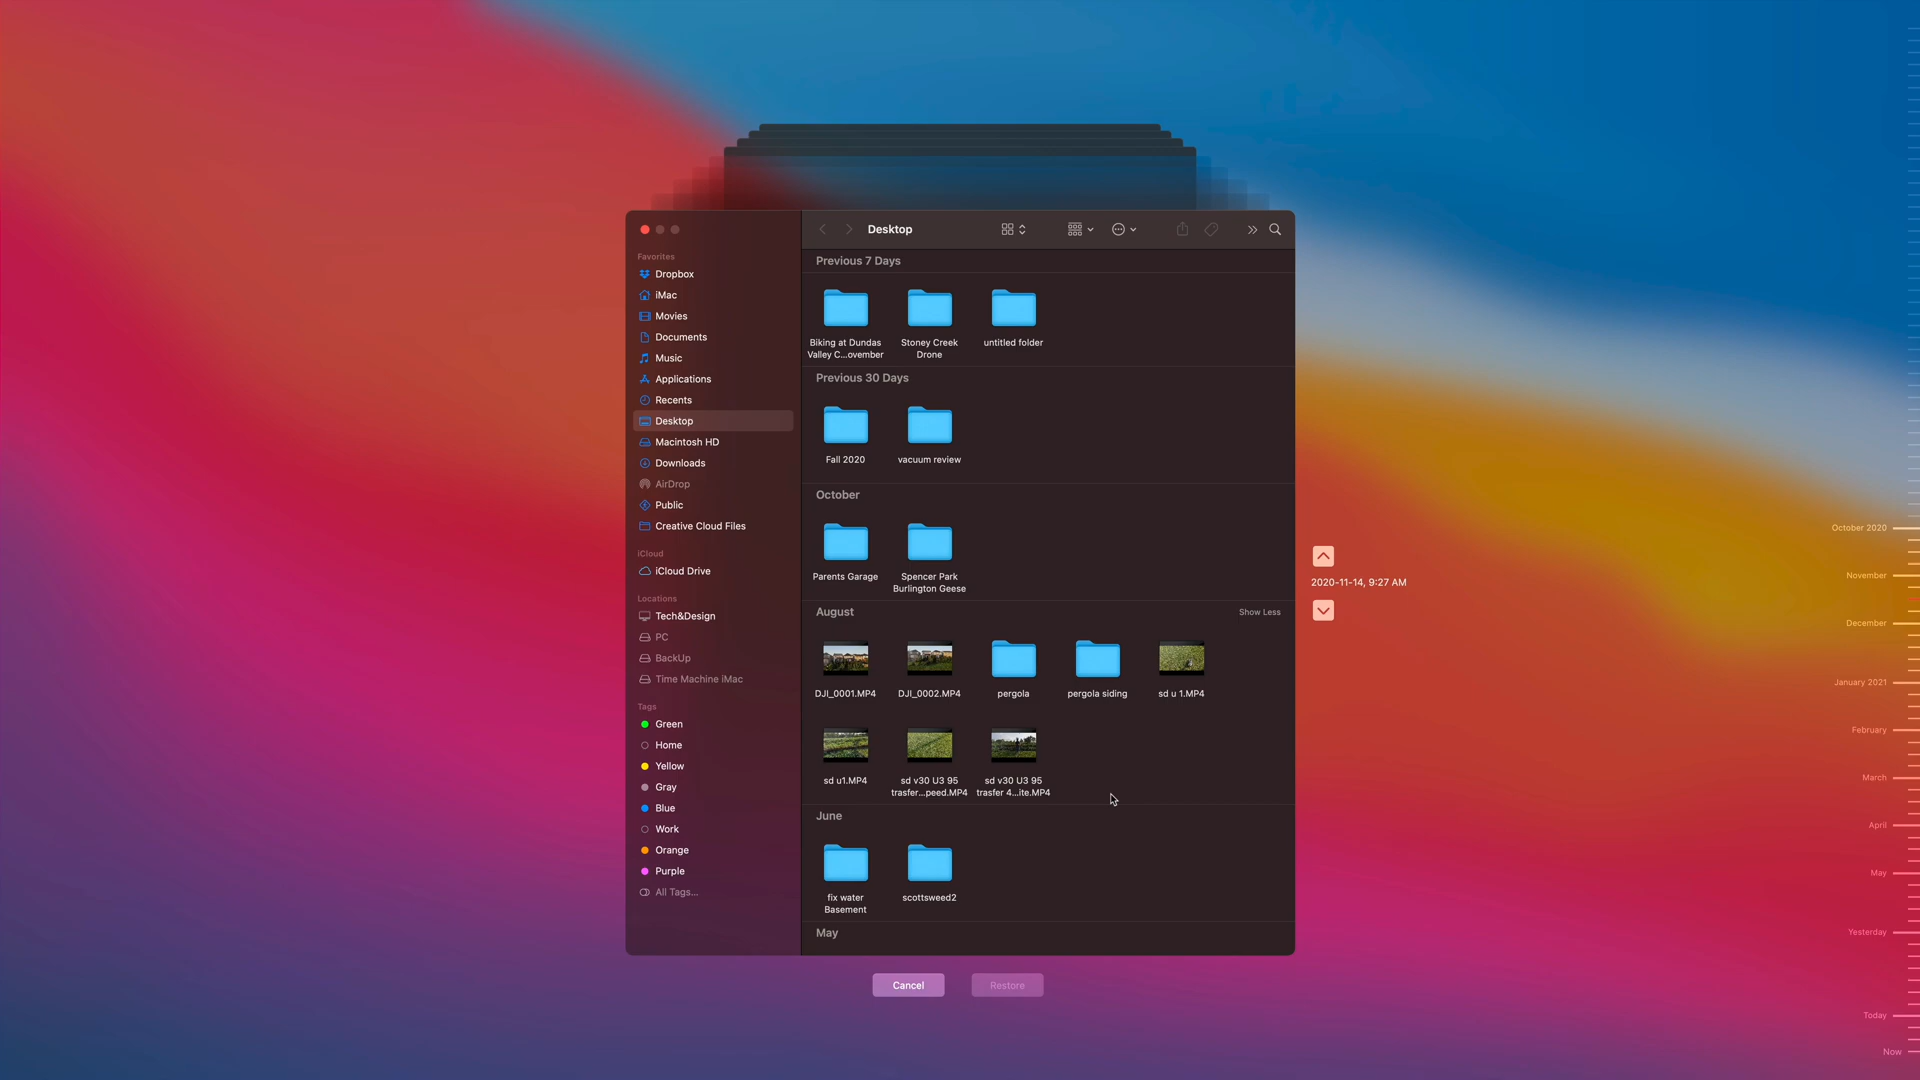 Desktop
Favorites
Dropbox
iMac
Movies
Documents
Music
Applications
Recents
Desktop
Macintosh HD
Downloads
AirDrop
Public
Creative Cloud Files
iCloud
iCloud Drive
Locations
Tech&Design
PC
BackUp
Time Machine iMac
Tags
Green
Home
Yellow
Gray
Blue
Work
Orange
Purple
All Tags...
Previous 7 Days
Biking at Dundas
Valley C...ovember
Stoney Creek
Drone
untitled folder
Previous 30 Days
Fall 2020
vacuum review
October
Parents Garage
Spencer Park
Burlington Geese
August
Show Less
DJI_0001.MP4
DJI_0002.MP4
pergola
pergola siding
sd u 1.MP4
sd u1.MP4
sd v30 U3 95
trasfer...peed.MP4
sd v30 U3 95
trasfer 4...ite.MP4
June
fix water
Basement
scottsweed2
May
Cancel
Restore
2020-11-14, 9:27 AM
October 2020
November
December
January 2021
February
March
April
May
Yesterday
Today
Now